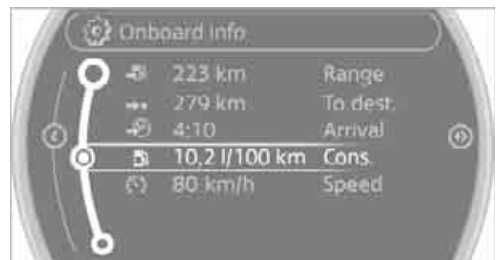 Onboard info
223 km Range
279 km To dest.
4:10 Arrival
10,2 l/100 km Cons.
80 km/h Speed